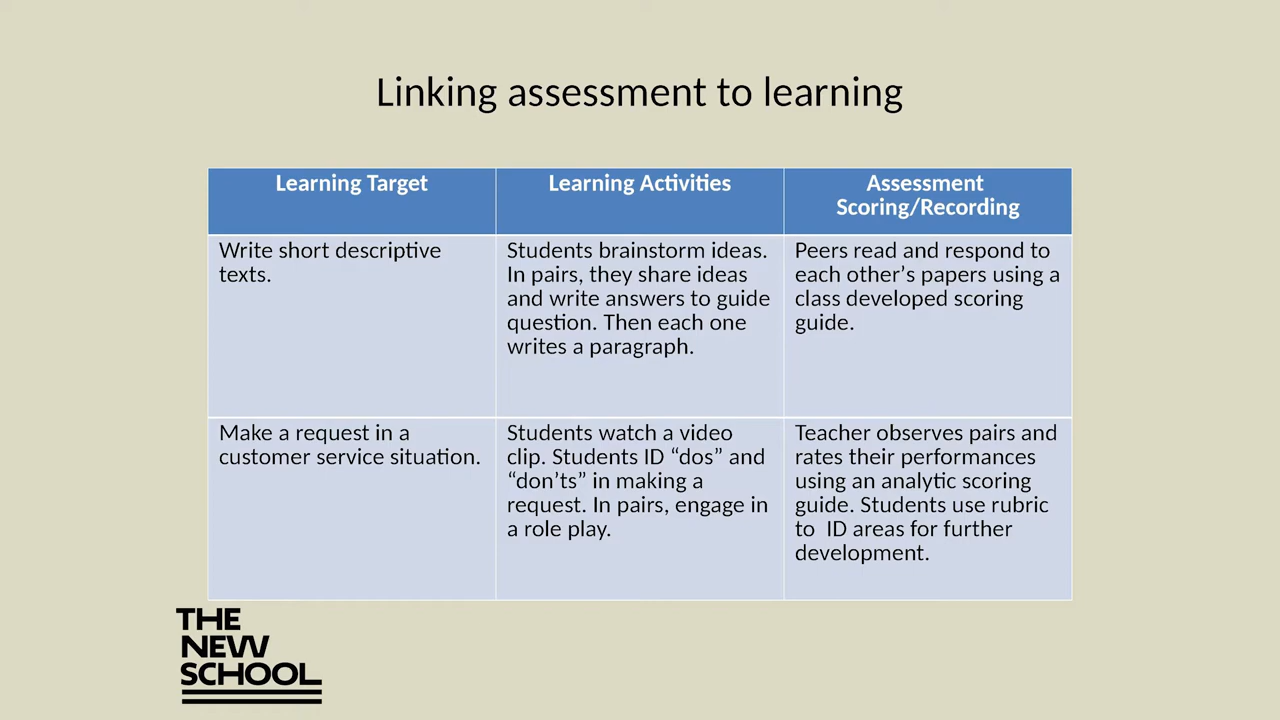 Linking assessment to learning
Learning Target
Learning Activities
Assessment
Scoring/Recording
Write short descriptive
texts.
Students brainstorm ideas.
In pairs, they share ideas
and write answers to guide
question. Then each one
writes a paragraph.
Peers read and respond to
each other’s papers using a
class developed scoring
guide.
Make a request in a
customer service situation.
Students watch a video
clip. Students ID “dos” and
“don’ts” in making a
request. In pairs, engage in
a role play.
Teacher observes pairs and
rates their performances
using an analytic scoring
guide. Students use rubric
to  ID areas for further
development.
THE
NEW
SCHOOL